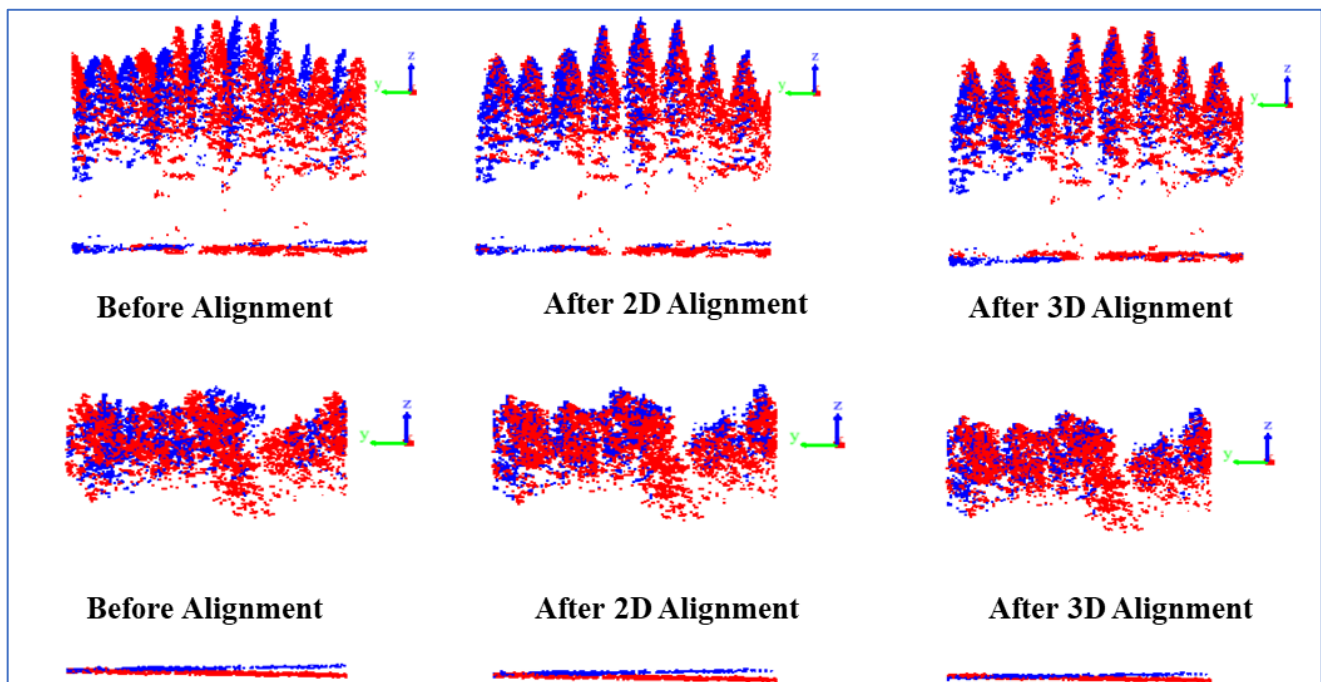 z
y
z
y
z
y
Before Alignment
After 2D Alignment
After 3D Alignment
z
y
z
y
z
y
Before Alignment
After 2D Alignment
After 3D Alignment